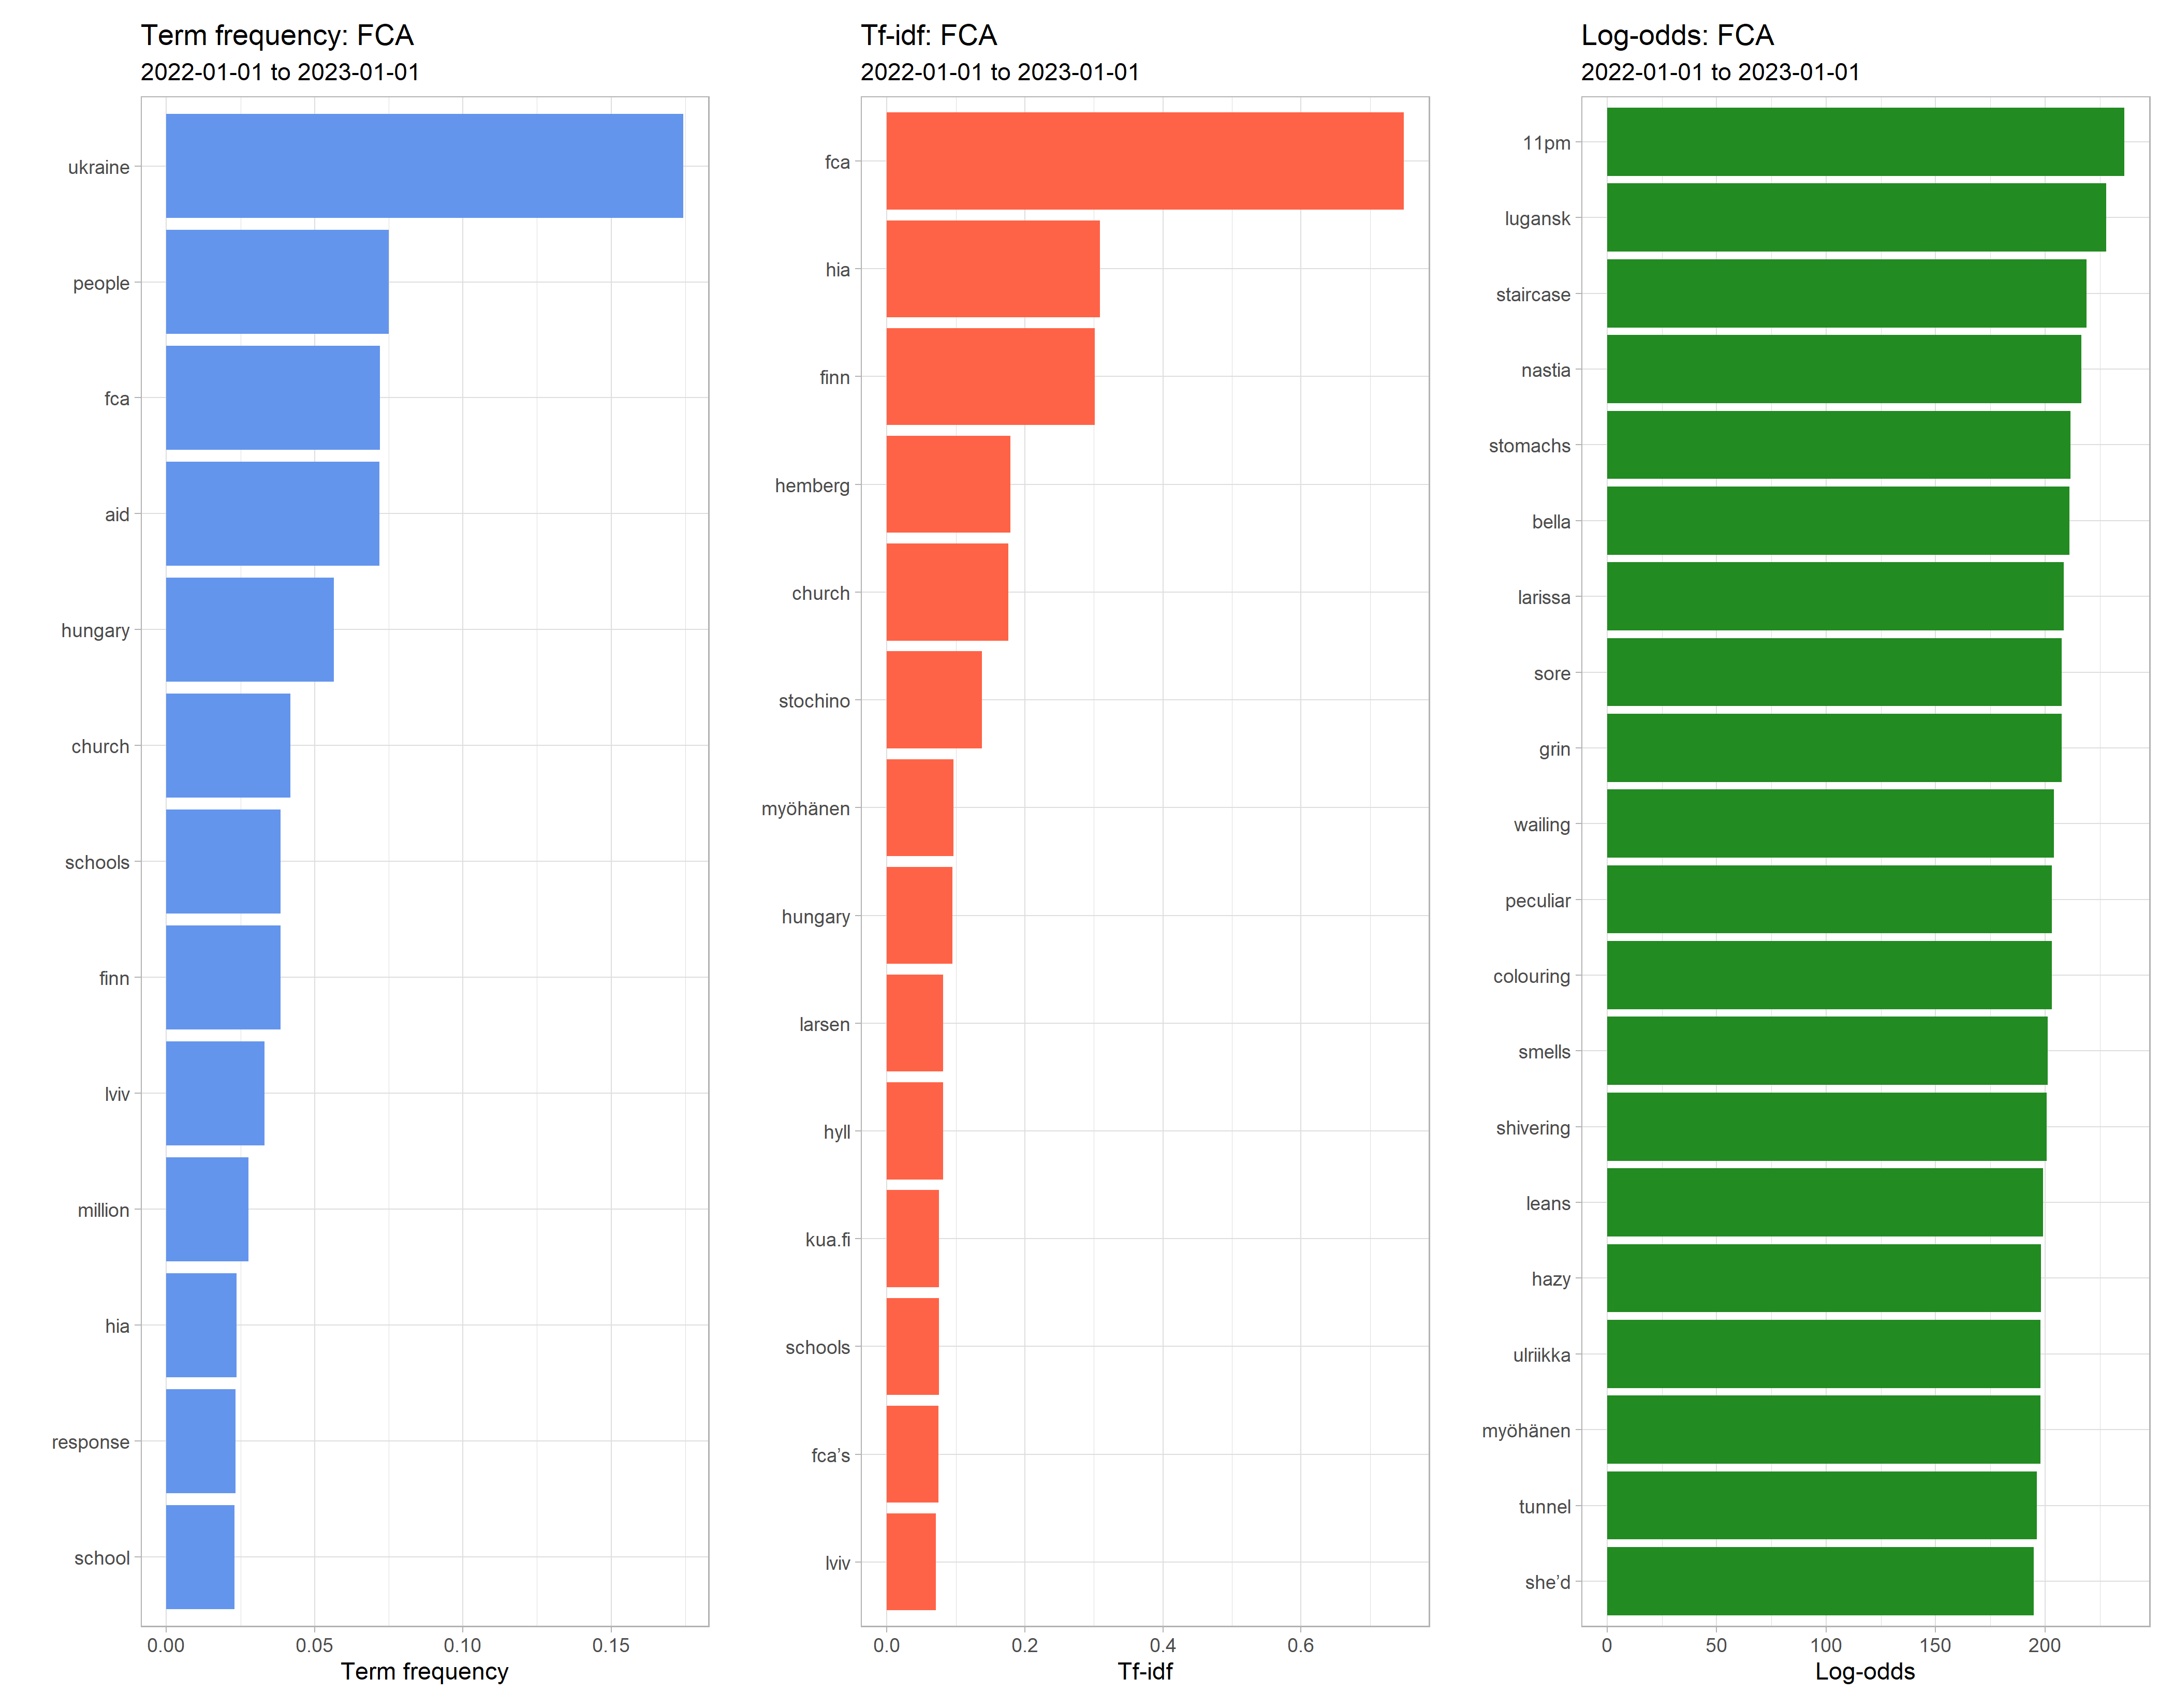 Term frequency: FCA
2022-01-01 to 2023-01-01
ukraine
people
fca
aid
hungary
church
schools
finn
lviv
million
hia
response
school
0.00 0.05 0.10 0.15
Term frequency
Tf-idf: FCA
2022-01-01 to 2023-01-01
fca
hia
finn
hemberg
church
stochino
myöhänen
hungary
larsen
hyll
kua.fi
schools
fca’s
lviv
0.0 0.2 0.4 0.6
Tf-idf
Log-odds: FCA
2022-01-01 to 2023-01-01
11pm
lugansk
staircase
nastia
stomachs
bella
larissa
sore
grin
wailing
peculiar
colouring
smells
shivering
leans
hazy
ulriikka
myöhänen
tunnel
she’d
0 50 100 150 200
Log-odds